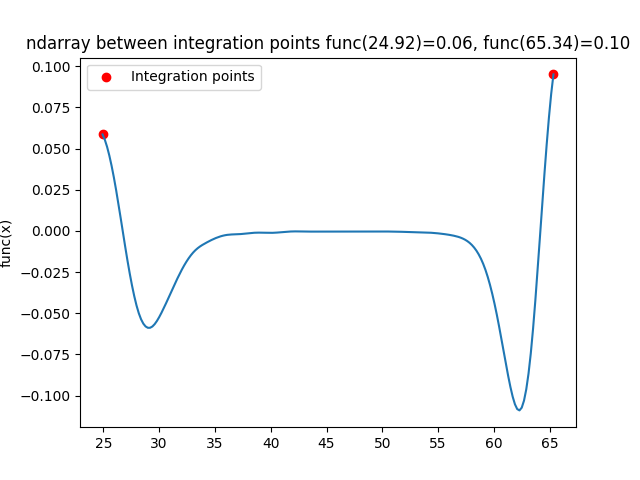 ndarray between integration points func(24.92)=0.06, func(65.34)=0.10
Integration points
0.100
0.075
0.050
0.025
0.000
−0.025
−0.050
−0.075
−0.100
func(x)
25 30 35 40 45 50 55 60 65